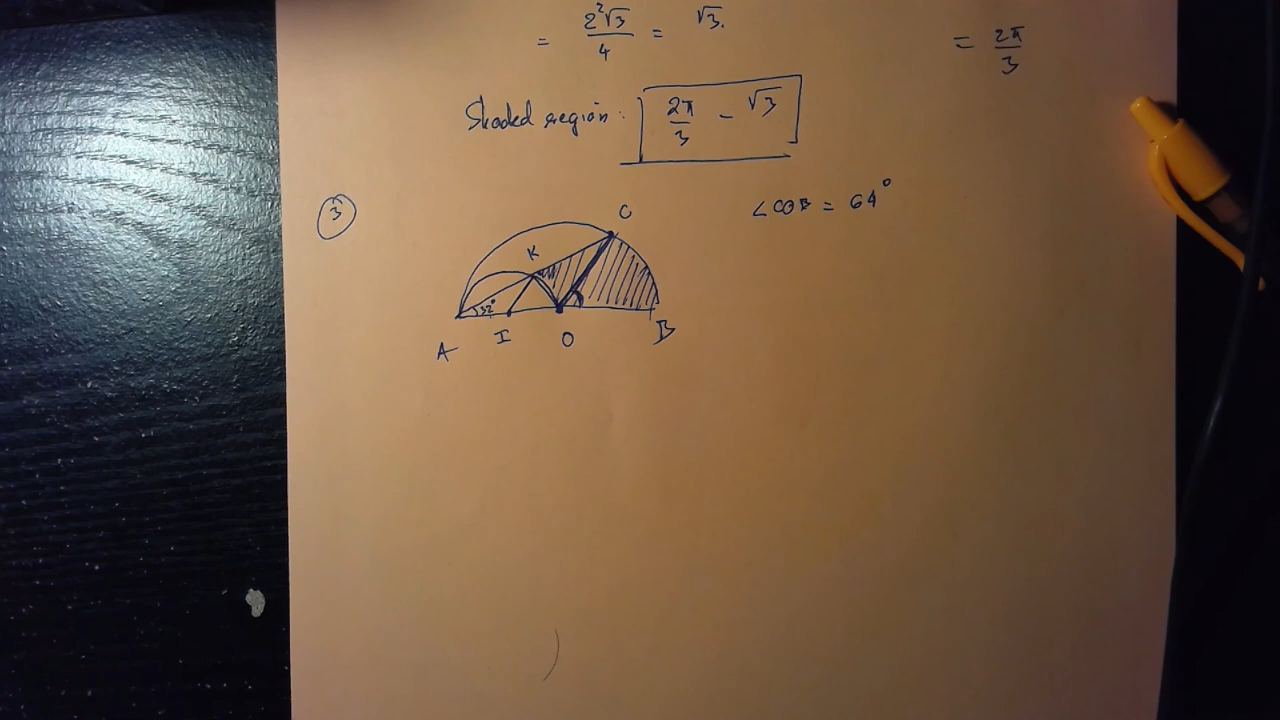 = 2²√3/4 = √3.
= 2π/3
Shaded region : 2π/3 - √3
3
∠COB = 64°
C
K
32°
A I O B